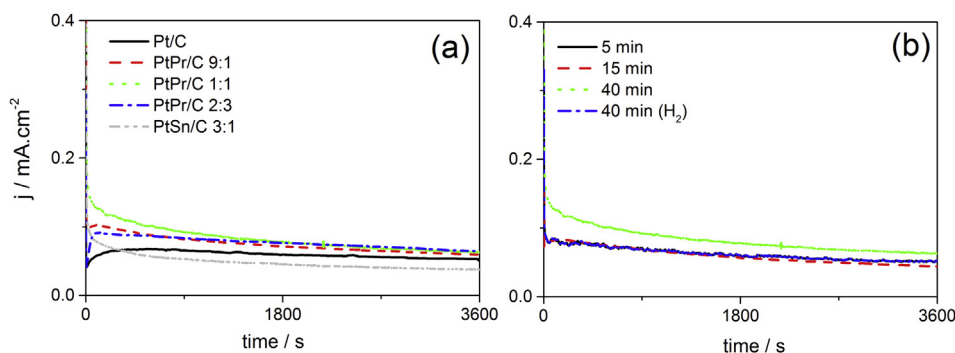 0.4
0.2
0.0
j / mA.cm-2
Pt/C
PtPr/C 9:1
PtPr/C 1:1
PtPr/C 2:3
PtSn/C 3:1
(a)
0
1800
3600
time / s
0.4
0.2
0.0
5 min
15 min
40 min
40 min (H2)
(b)
0
1800
3600
time / s